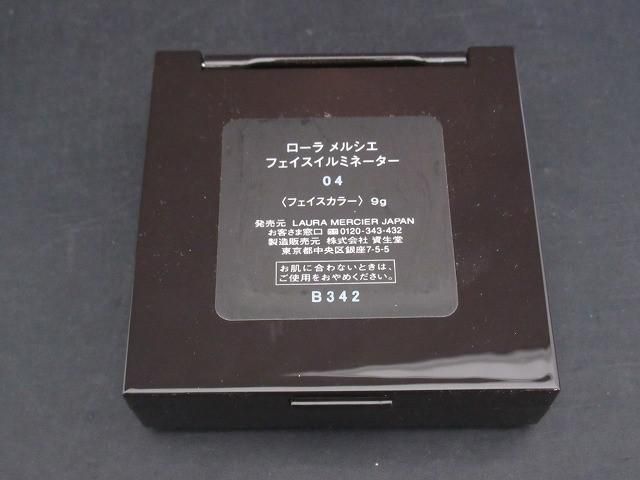 ローラ メルシエ
フェイスイルミネーター
04
〈フェイスカラー〉9g
発売元 LAURA MERCIER JAPAN
お客さま窓口 0120-343-432
製造販売元 株式会社 資生堂
東京都中央区銀座7-5-5
お肌に合わないときは、
ご使用をおやめください。
B342